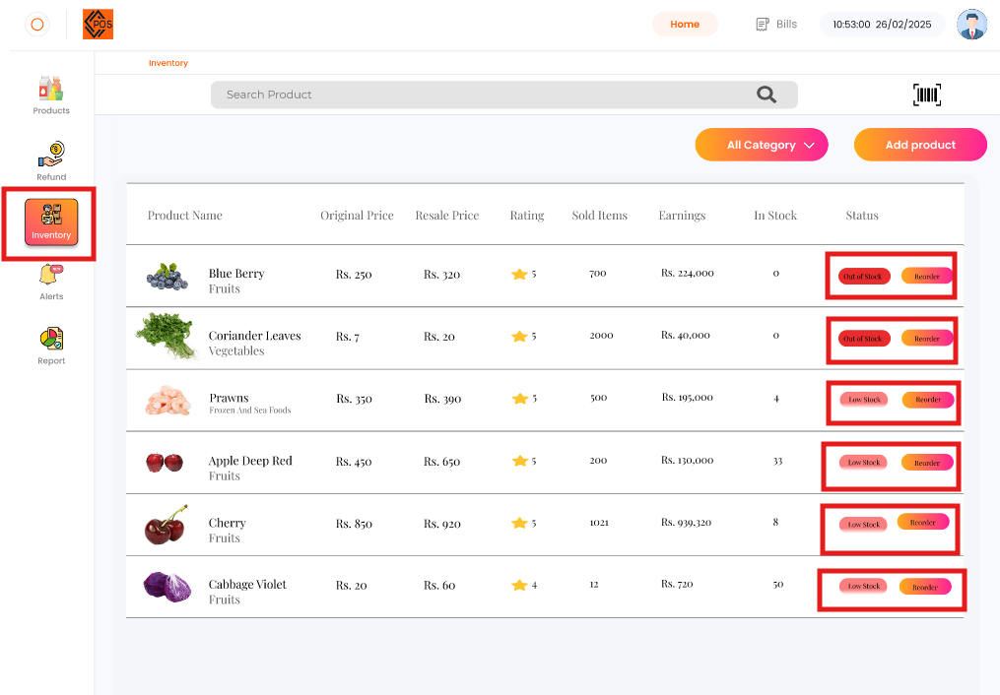 POS
Home
Bills
10:53:00 26/02/2025
Inventory
Search Product
Products
Refund
Inventory
Alerts
Report
All Category
Add product
Product Name Original Price Resale Price Rating Sold Items Earnings In Stock Status
Blue Berry Rs. 250 Rs. 320 5 700 Rs. 224,000 0 Out of Stock Reorder
Fruits
Coriander Leaves Rs. 7 Rs. 20 5 2000 Rs. 40,000 0 Out of Stock Reorder
Vegetables
Prawns Rs. 350 Rs. 390 5 500 Rs. 195,000 4 Low Stock Reorder
Frozen And Sea Foods
Apple Deep Red Rs. 450 Rs. 650 5 200 Rs. 130,000 33 Low Stock Reorder
Fruits
Cherry Rs. 850 Rs. 920 5 1021 Rs. 939,320 8 Low Stock Reorder
Fruits
Cabbage Violet Rs. 20 Rs. 60 4 12 Rs. 720 50 Low Stock Reorder
Fruits